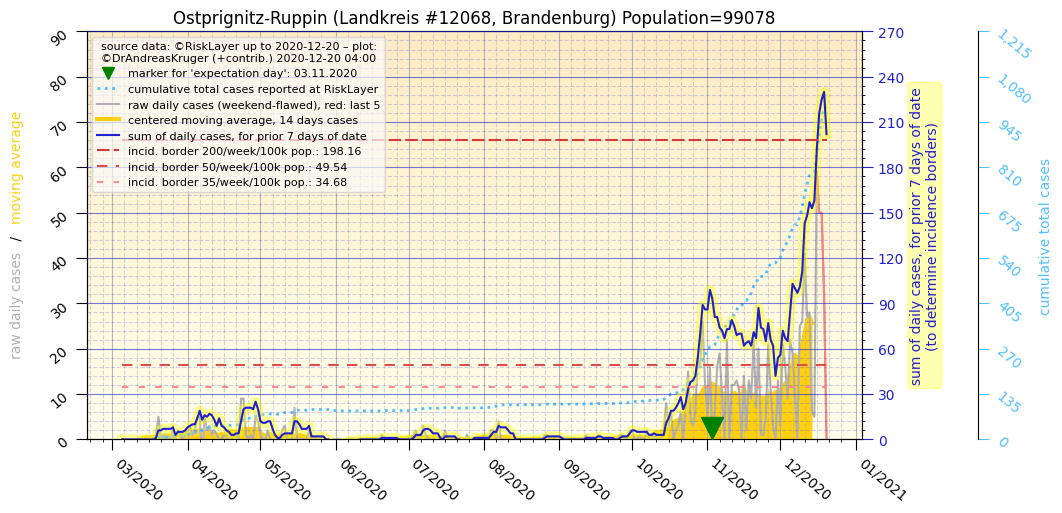 Ostprignitz-Ruppin (Landkreis #12068, Brandenburg) Population=99078
source data: ©RiskLayer up to 2020-12-20 – plot:
©DrAndreasKruger (+contrib.) 2020-12-20 04:00
marker for 'expectation day': 03.11.2020
cumulative total cases reported at RiskLayer
raw daily cases (weekend-flawed), red: last 5
centered moving average, 14 days cases
sum of daily cases, for prior 7 days of date
incid. border 200/week/100k pop.: 198.16
incid. border 50/week/100k pop.: 49.54
incid. border 35/week/100k pop.: 34.68
raw daily cases / moving average
90
80
70
60
50
40
30
20
10
0
03/2020
04/2020
05/2020
06/2020
07/2020
08/2020
09/2020
10/2020
11/2020
12/2020
01/2021
270
240
210
180
150
120
90
60
30
0
sum of daily cases, for prior 7 days of date
(to determine incidence borders)
1,215
1,080
945
810
675
540
405
270
135
0
cumulative total cases